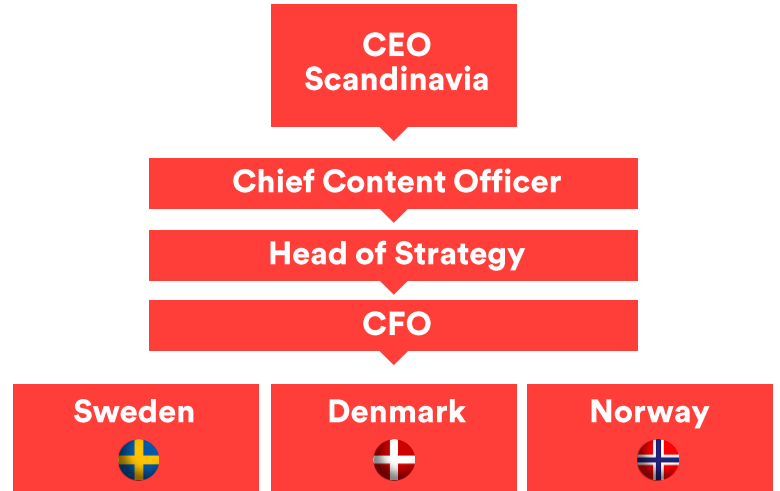 CEO
Scandinavia
Chief Content Officer
Head of Strategy
CFO
Sweden
Denmark
Norway